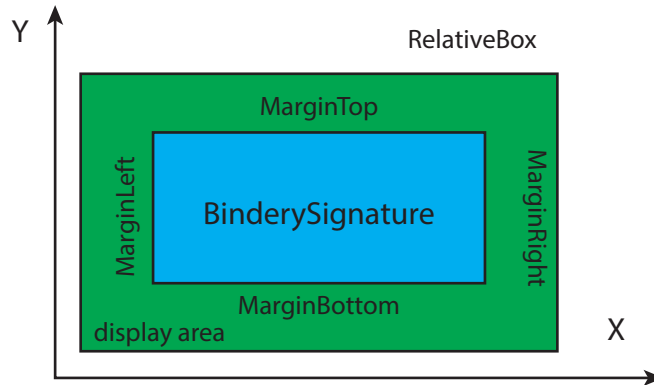 Y
RelativeBox
MarginTop
MarginLeft
BinderySignature
MarginRight
MarginBottom
display area
X